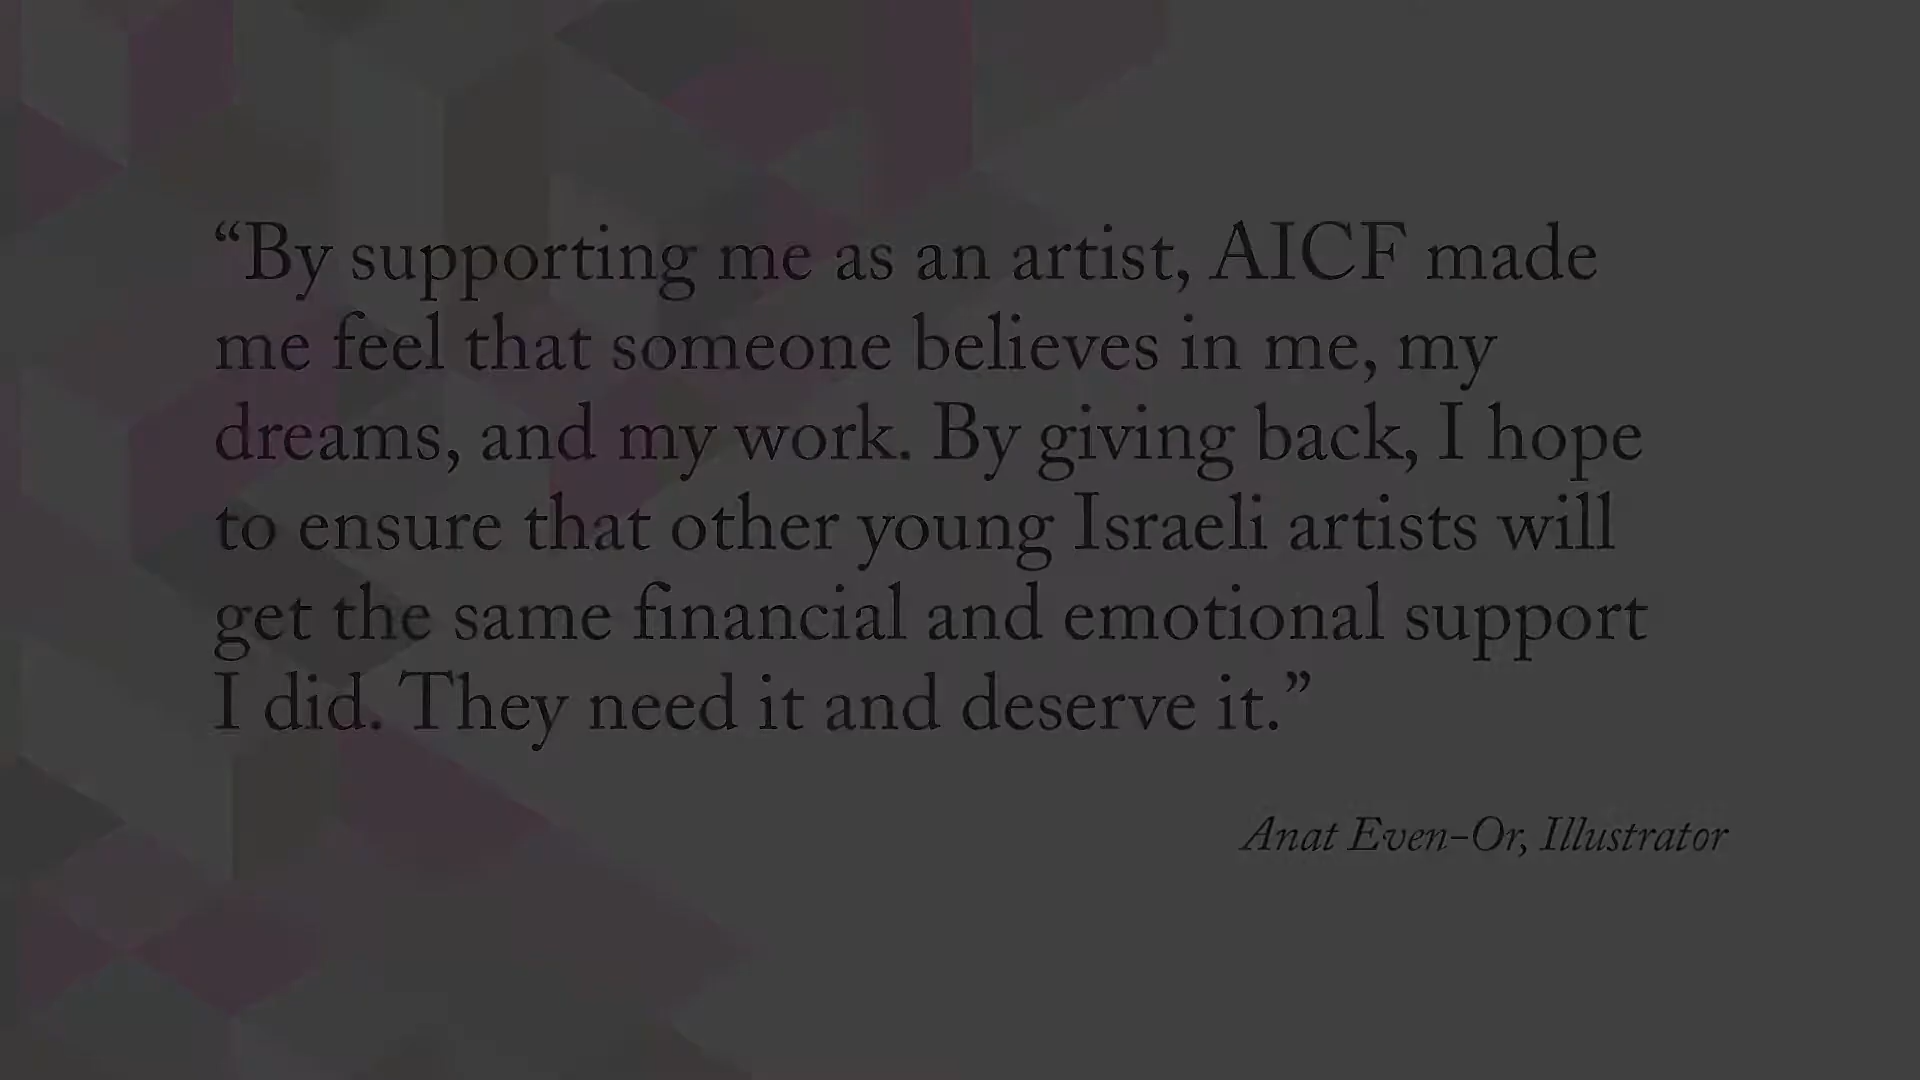 “By supporting me as an artist, AICF made
me feel that someone believes in me, my
dreams, and my work. By giving back, I hope
to ensure that other young Israeli artists will
get the same financial and emotional support
I did. They need it and deserve it.”
Anat Even-Or, Illustrator